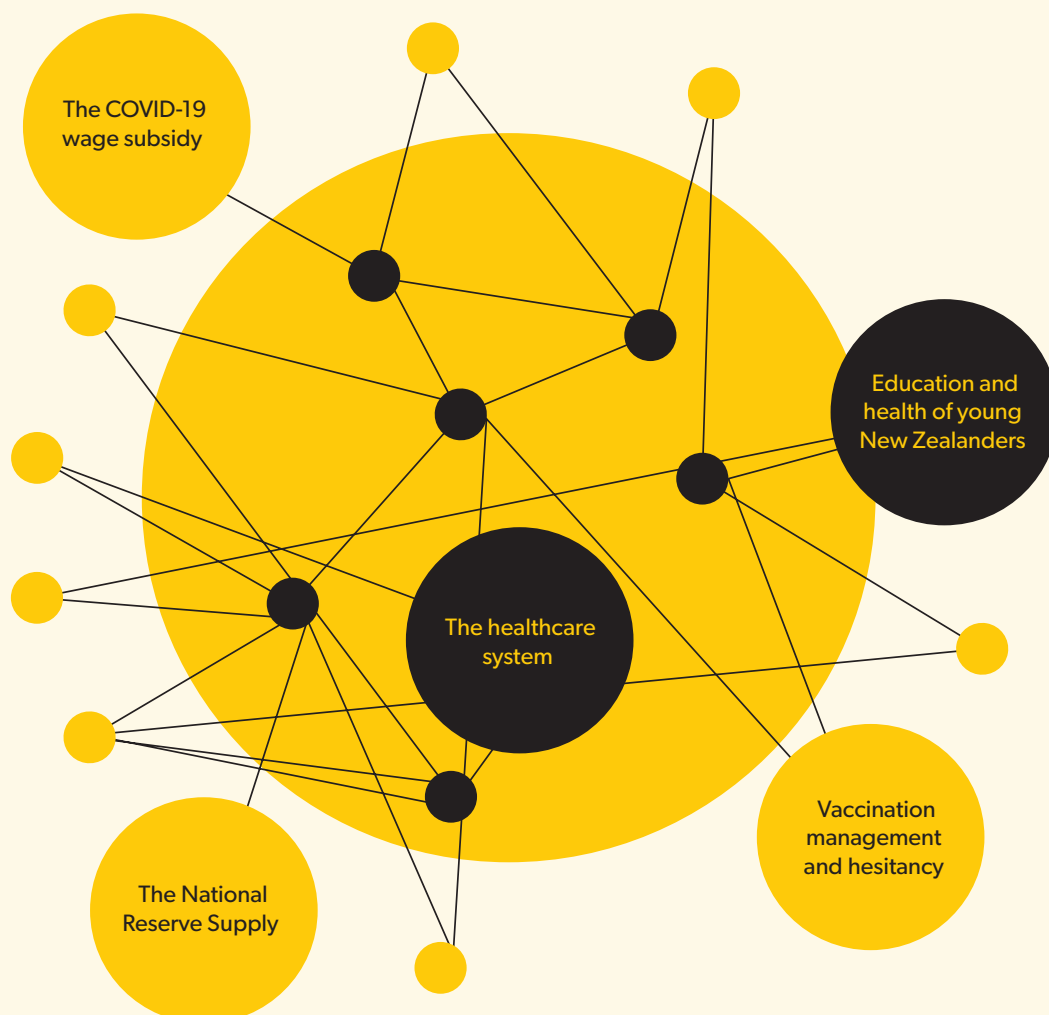 The COVID-19
wage subsidy
Education and
health of young
New Zealanders
The healthcare
system
Vaccination
management
and hesitancy
The National
Reserve Supply